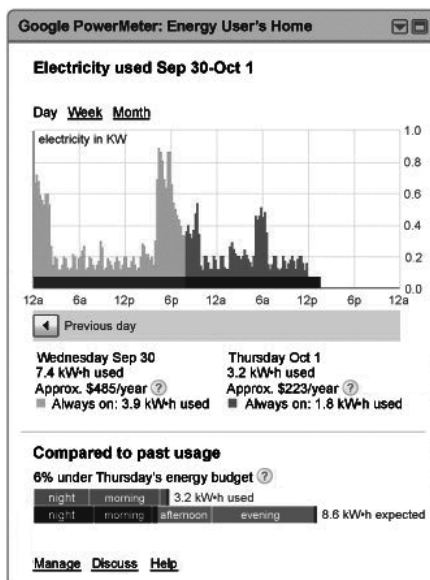 Google PowerMeter: Energy User's Home
Electricity used Sep 30-Oct 1
Day Week Month
electricity in KW
1.0
0.8
0.6
0.4
0.2
0.0
12a 6a 12p 6p 12a 6a 12p 6p 12a
Previous day
Wednesday Sep 30
7.4 kW•h used
Approx. $485/year ?
Always on: 3.9 kW•h used
Thursday Oct 1
3.2 kW•h used
Approx. $223/year ?
Always on: 1.8 kW•h used
Compared to past usage
6% under Thursday's energy budget ?
night morning 3.2 kW•h used
night morning afternoon evening 8.6 kW•h expected
Manage Discuss Help